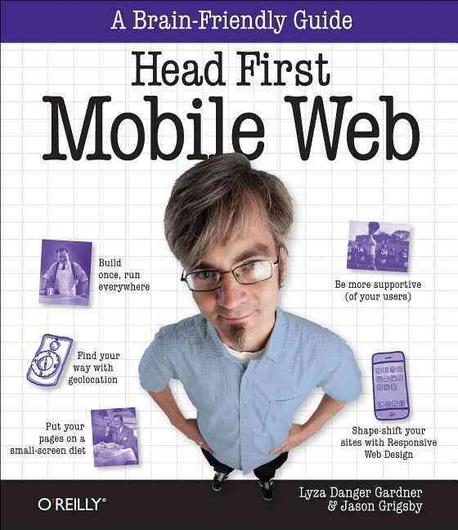 A Brain-Friendly Guide
Head First
Mobile Web
Build
once, run
everywhere
Be more supportive
(of your users)
Find your
way with
geolocation
Put your
pages on a
small-screen diet
Shape-shift your
sites with Responsive
Web Design
O'REILLY®
Lyza Danger Gardner
& Jason Grigsby